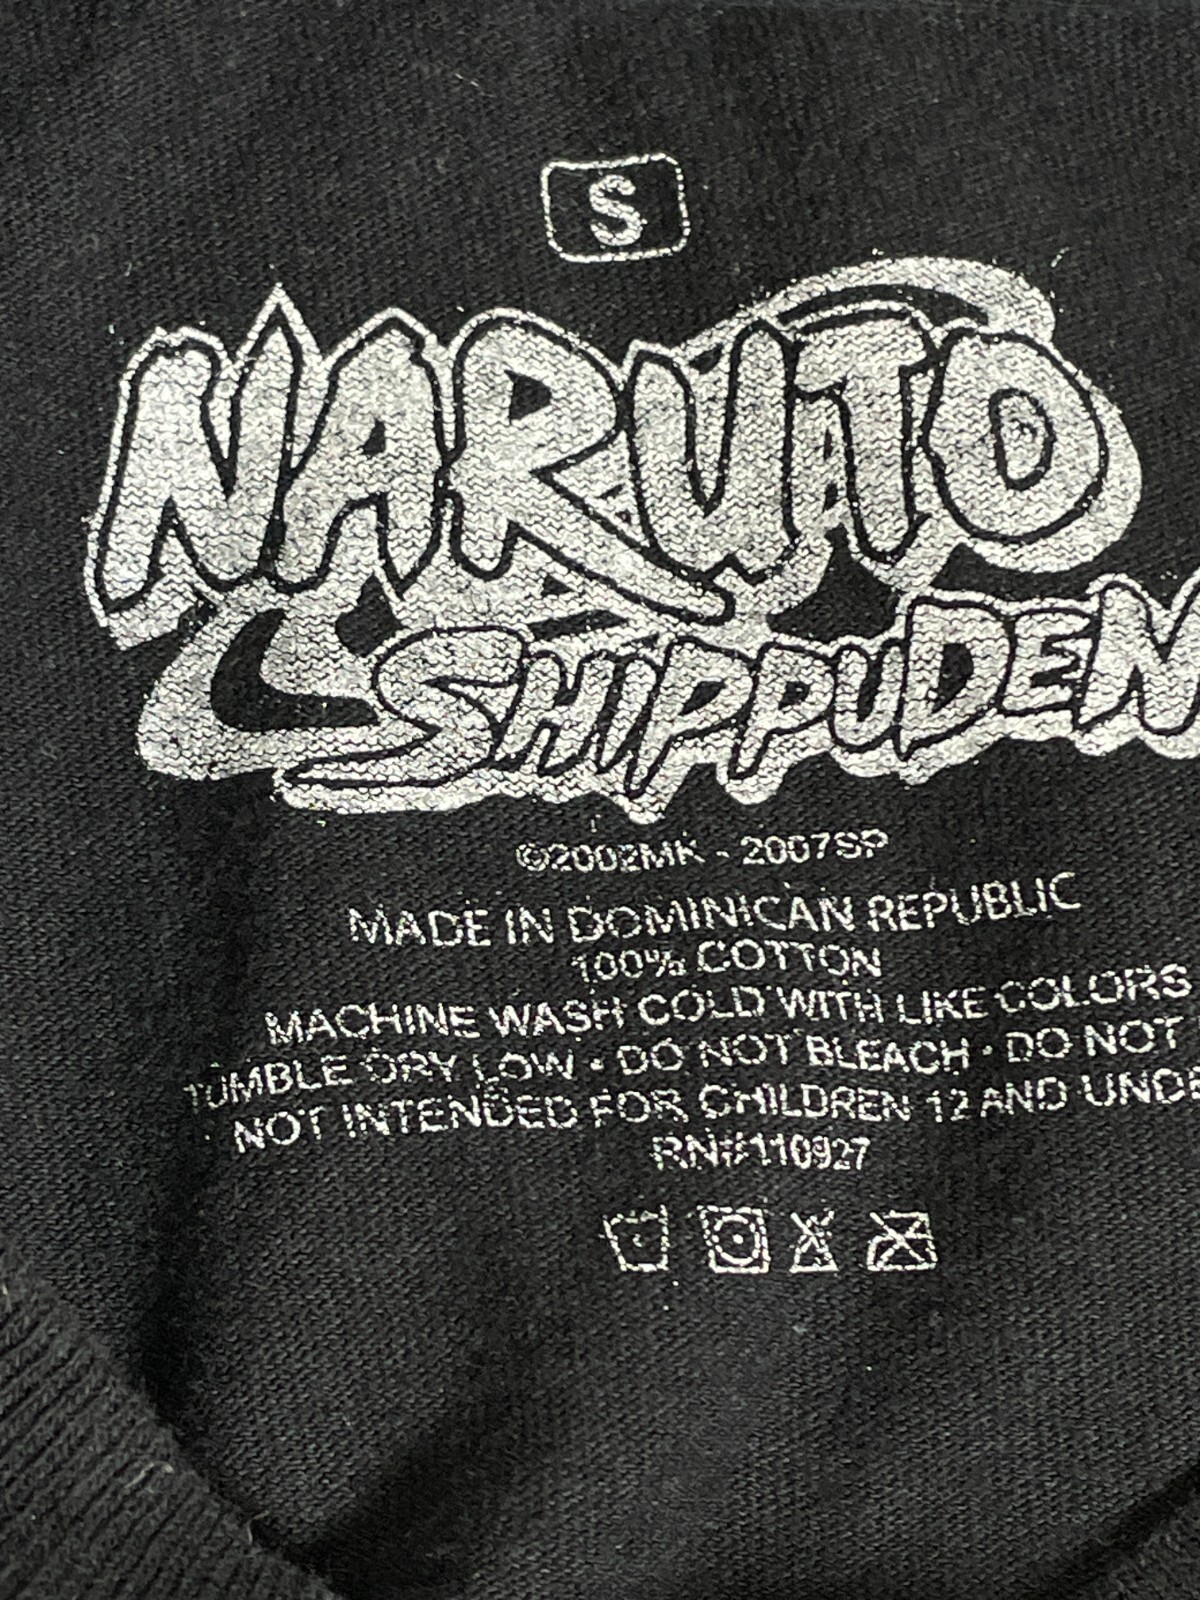 S
NARUTO
SHIPPUDEN
©2002MK - 2007SP
MADE IN DOMINICAN REPUBLIC
100% COTTON
MACHINE WASH COLD WITH LIKE COLORS
TUMBLE DRY LOW • DO NOT BLEACH • DO NOT
NOT INTENDED FOR CHILDREN 12 AND UNDE
RN#110927